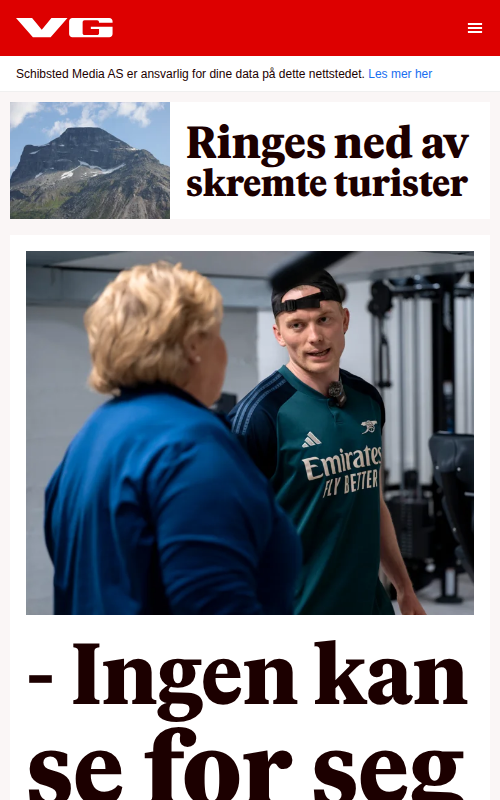 VG
Schibsted Media AS er ansvarlig for dine data på dette nettstedet. Les mer her
Ringes ned av
skremte turister
Emirates
FLY BETTER
- Ingen kan
se for seg